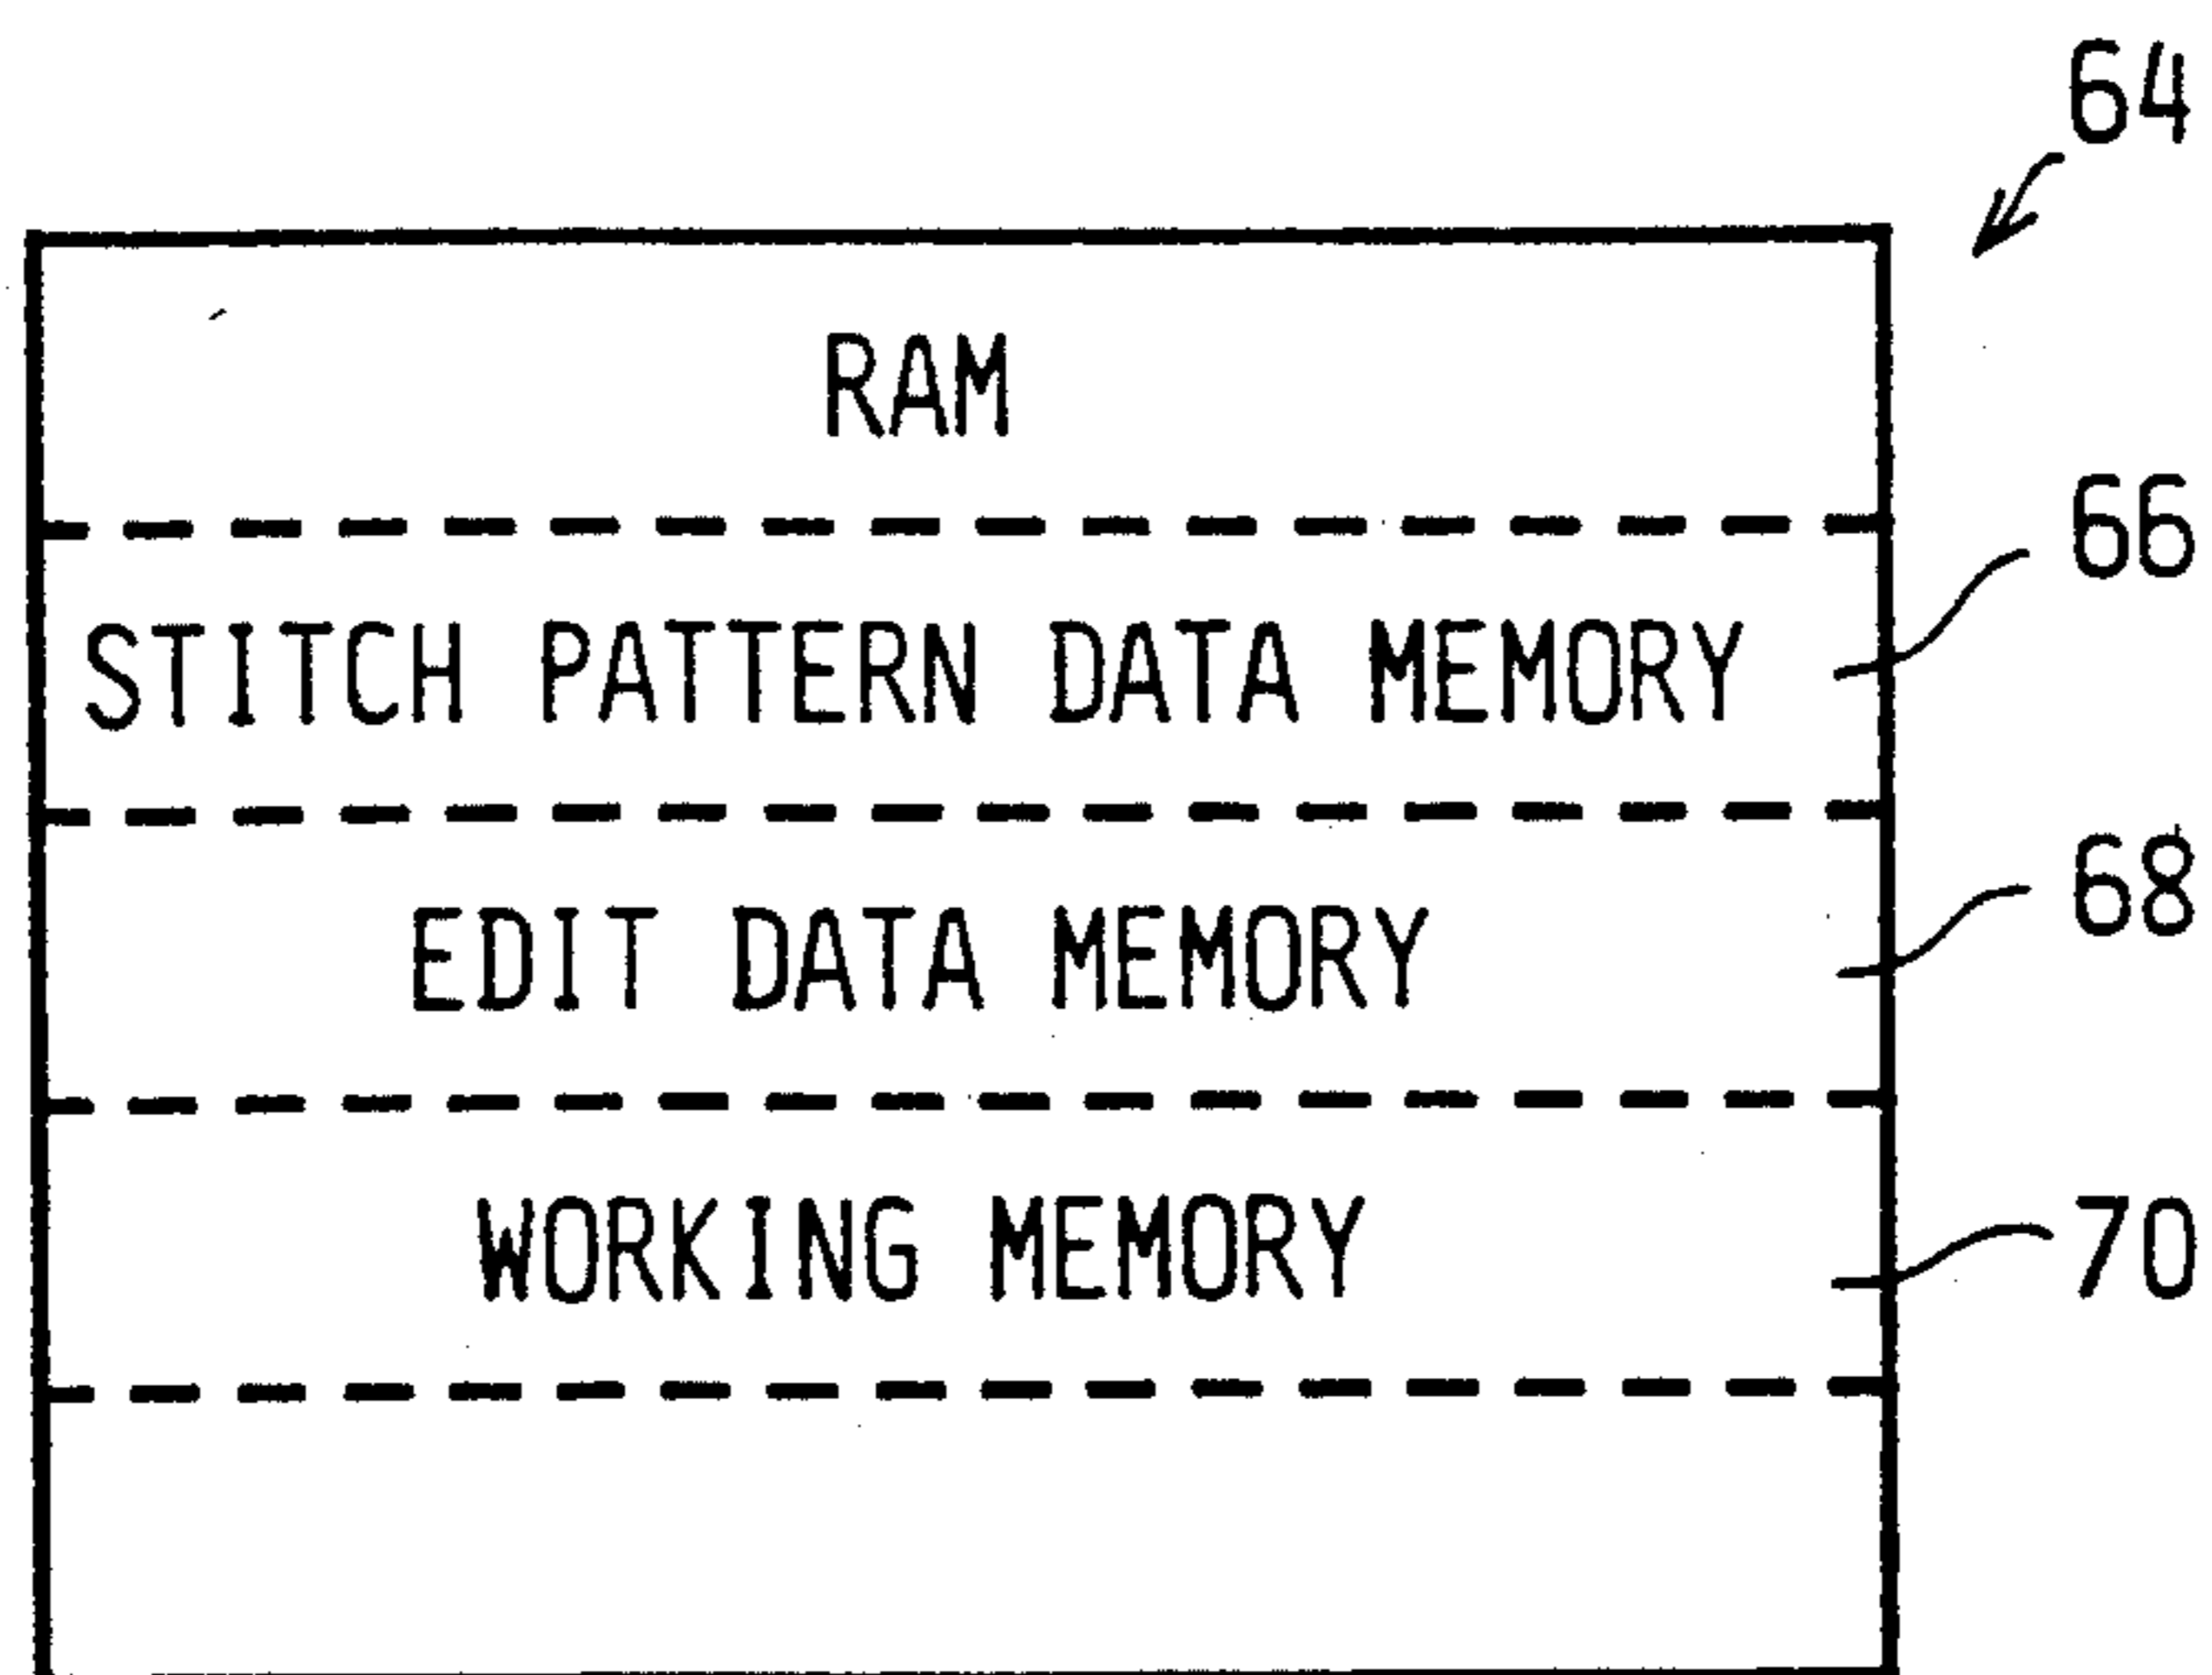 64
RAM
66
STITCH PATTERN DATA MEMORY
68
EDIT DATA MEMORY
70
WORKING MEMORY